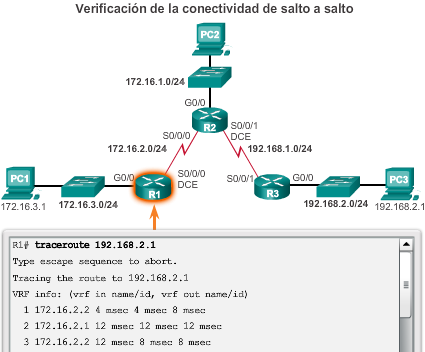 Verificación de la conectividad de salto a salto
PC2
172.16.1.0/24
G0/0
R2
S0/0/0
S0/0/1
DCE
172.16.2.0/24
192.168.1.0/24
PC1
G0/0
R1
S0/0/0
DCE
S0/0/1
R3
G0/0
PC3
172.16.3.1
172.16.3.0/24
192.168.2.0/24
192.168.2.1
R1# traceroute 192.168.2.1
Type escape sequence to abort.
Tracing the route to 192.168.2.1
VRF info: (vrf in name/id, vrf out name/id)
1 172.16.2.2 4 msec 4 msec 8 msec
2 172.16.2.1 12 msec 12 msec 12 msec
3 172.16.2.2 12 msec 8 msec 8 msec